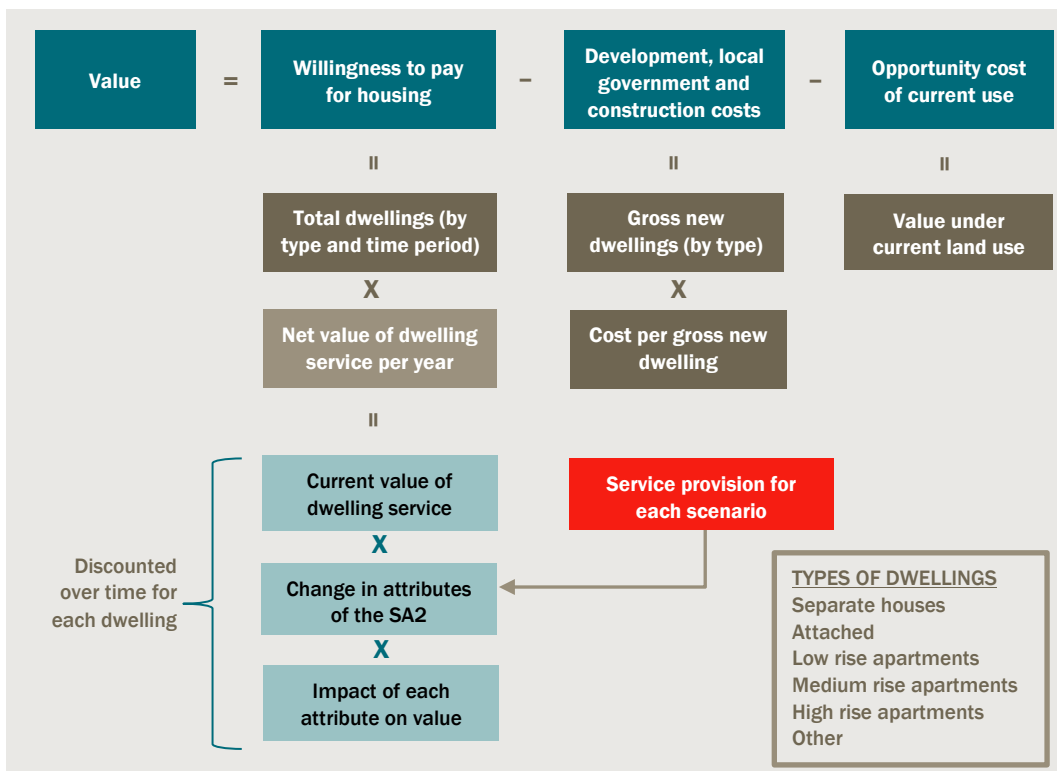 Value
=
Willingness to pay
for housing
–
Development, local
government and
construction costs
–
Opportunity cost
of current use
=
=
=
Total dwellings (by
type and time period)
Gross new
dwellings (by type)
Value under
current land use
X
X
Net value of dwelling
service per year
Cost per gross new
dwelling
=
Current value of
dwelling service
Service provision for
each scenario
X
Discounted
over time for
each dwelling
Change in attributes
of the SA2
X
Impact of each
attribute on value
TYPES OF DWELLINGS
Separate houses
Attached
Low rise apartments
Medium rise apartments
High rise apartments
Other